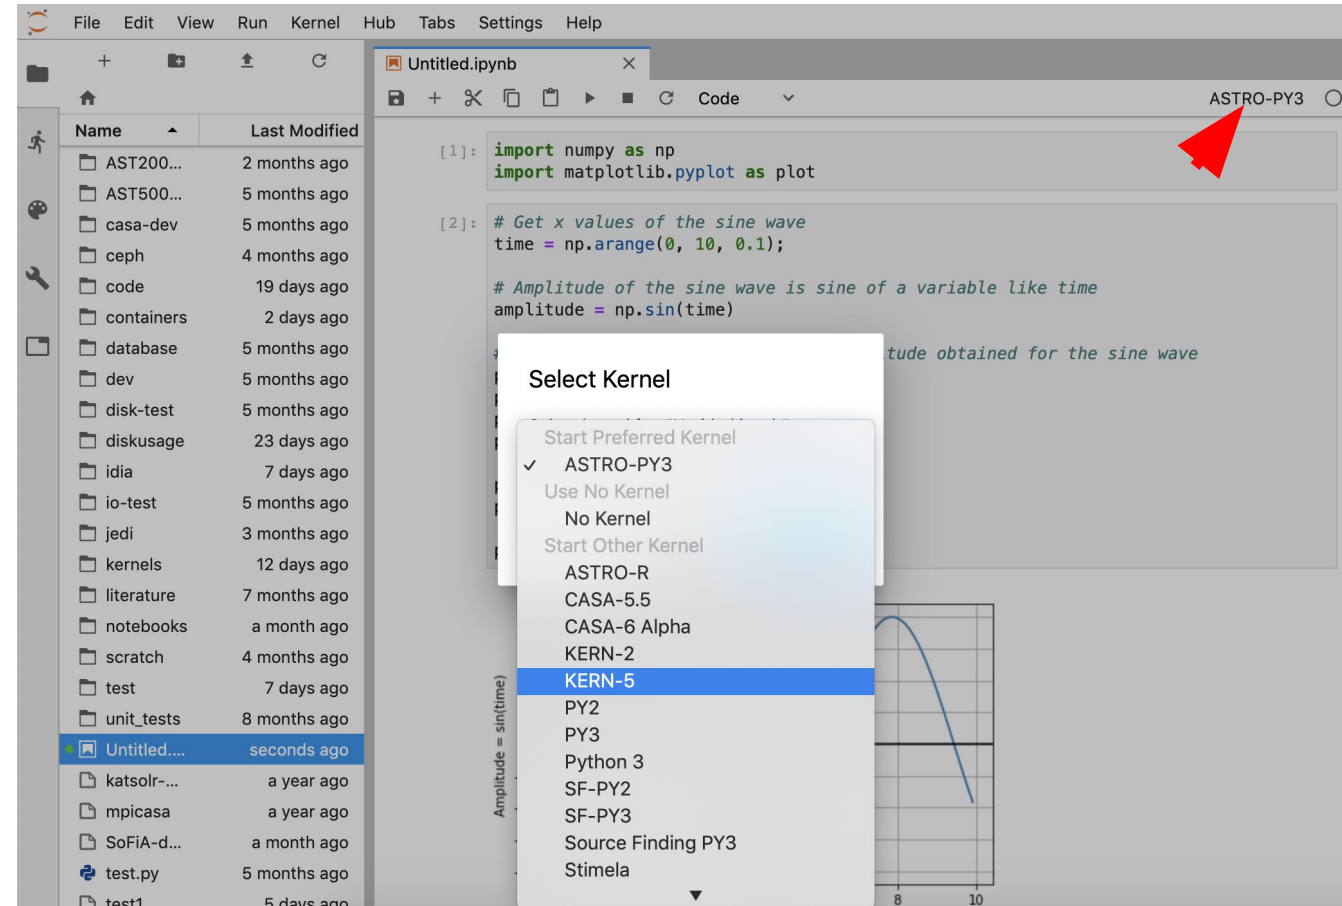 File Edit View Run Kernel Hub Tabs Settings Help
Untitled.ipynb
Code
ASTRO-PY3
Name Last Modified
AST200... 2 months ago
AST500... 5 months ago
casa-dev 5 months ago
ceph 4 months ago
code 19 days ago
containers 2 days ago
database 5 months ago
dev 5 months ago
disk-test 5 months ago
diskusage 23 days ago
idia 7 days ago
io-test 5 months ago
jedi 3 months ago
kernels 12 days ago
literature 7 months ago
notebooks a month ago
scratch 4 months ago
test 7 days ago
unit_tests 8 months ago
Untitled.... seconds ago
katsolr-... a year ago
mpicasa a year ago
SoFiA-d... a month ago
test.py 5 months ago
test1 5 days ago
[1]: import numpy as np
import matplotlib.pyplot as plot
[2]: # Get x values of the sine wave
time = np.arange(0, 10, 0.1);
# Amplitude of the sine wave is sine of a variable like time
amplitude = np.sin(time)
tude obtained for the sine wave
Select Kernel
Start Preferred Kernel
✓ ASTRO-PY3
Use No Kernel
No Kernel
Start Other Kernel
ASTRO-R
CASA-5.5
CASA-6 Alpha
KERN-2
KERN-5
PY2
PY3
Python 3
SF-PY2
SF-PY3
Source Finding PY3
Stimela
Amplitude = sin(time)
8 10